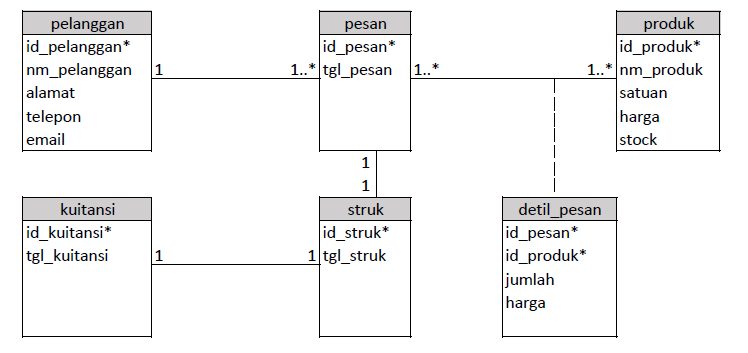 pelanggan
id_pelanggan*
nm_pelanggan
alamat
telepon
email
1
1..*
pesan
id_pesan*
tgl_pesan
1..*
1..*
produk
id_produk*
nm_produk
satuan
harga
stock
1
1
kuitansi
id_kuitansi*
tgl_kuitansi
1
1
struk
id_struk*
tgl_struk
detil_pesan
id_pesan*
id_produk*
jumlah
harga